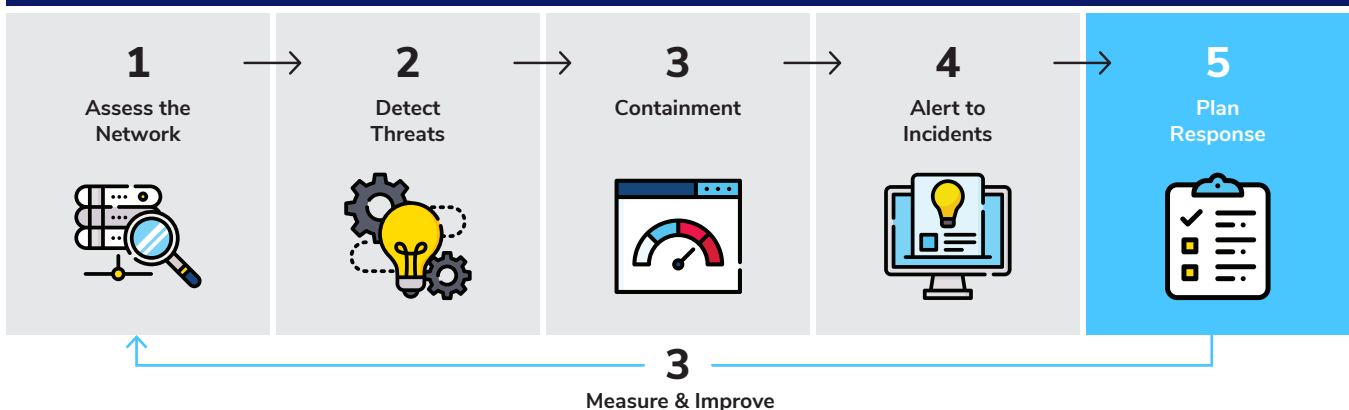 1
Assess the
Network
2
Detect
Threats
3
Containment
4
Alert to
Incidents
5
Plan
Response
3
Measure & Improve